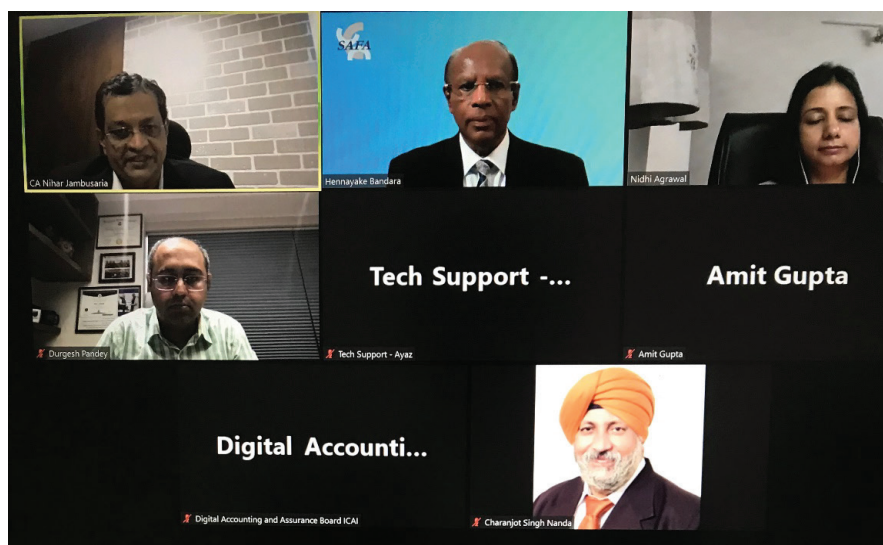 SAFA
CA Nihar Jambusaria
Hennayake Bandara
Nidhi Agrawal
Tech Support -...
Amit Gupta
Durgesh Pandey
Tech Support - Ayaz
Amit Gupta
Digital Accounti...
Digital Accounting and Assurance Board ICAI
Charanjot Singh Nanda